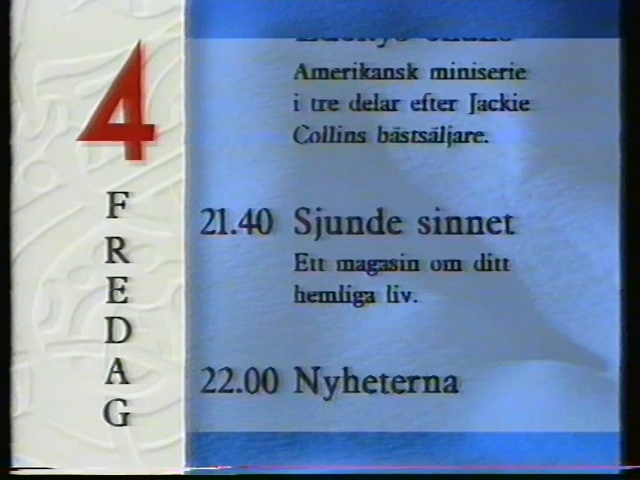 4
FREDAG
Amerikansk miniserie
i tre delar efter Jackie
Collins bästsäljare.
21.40 Sjunde sinnet
Ett magasin om ditt
hemliga liv.
22.00 Nyheterna